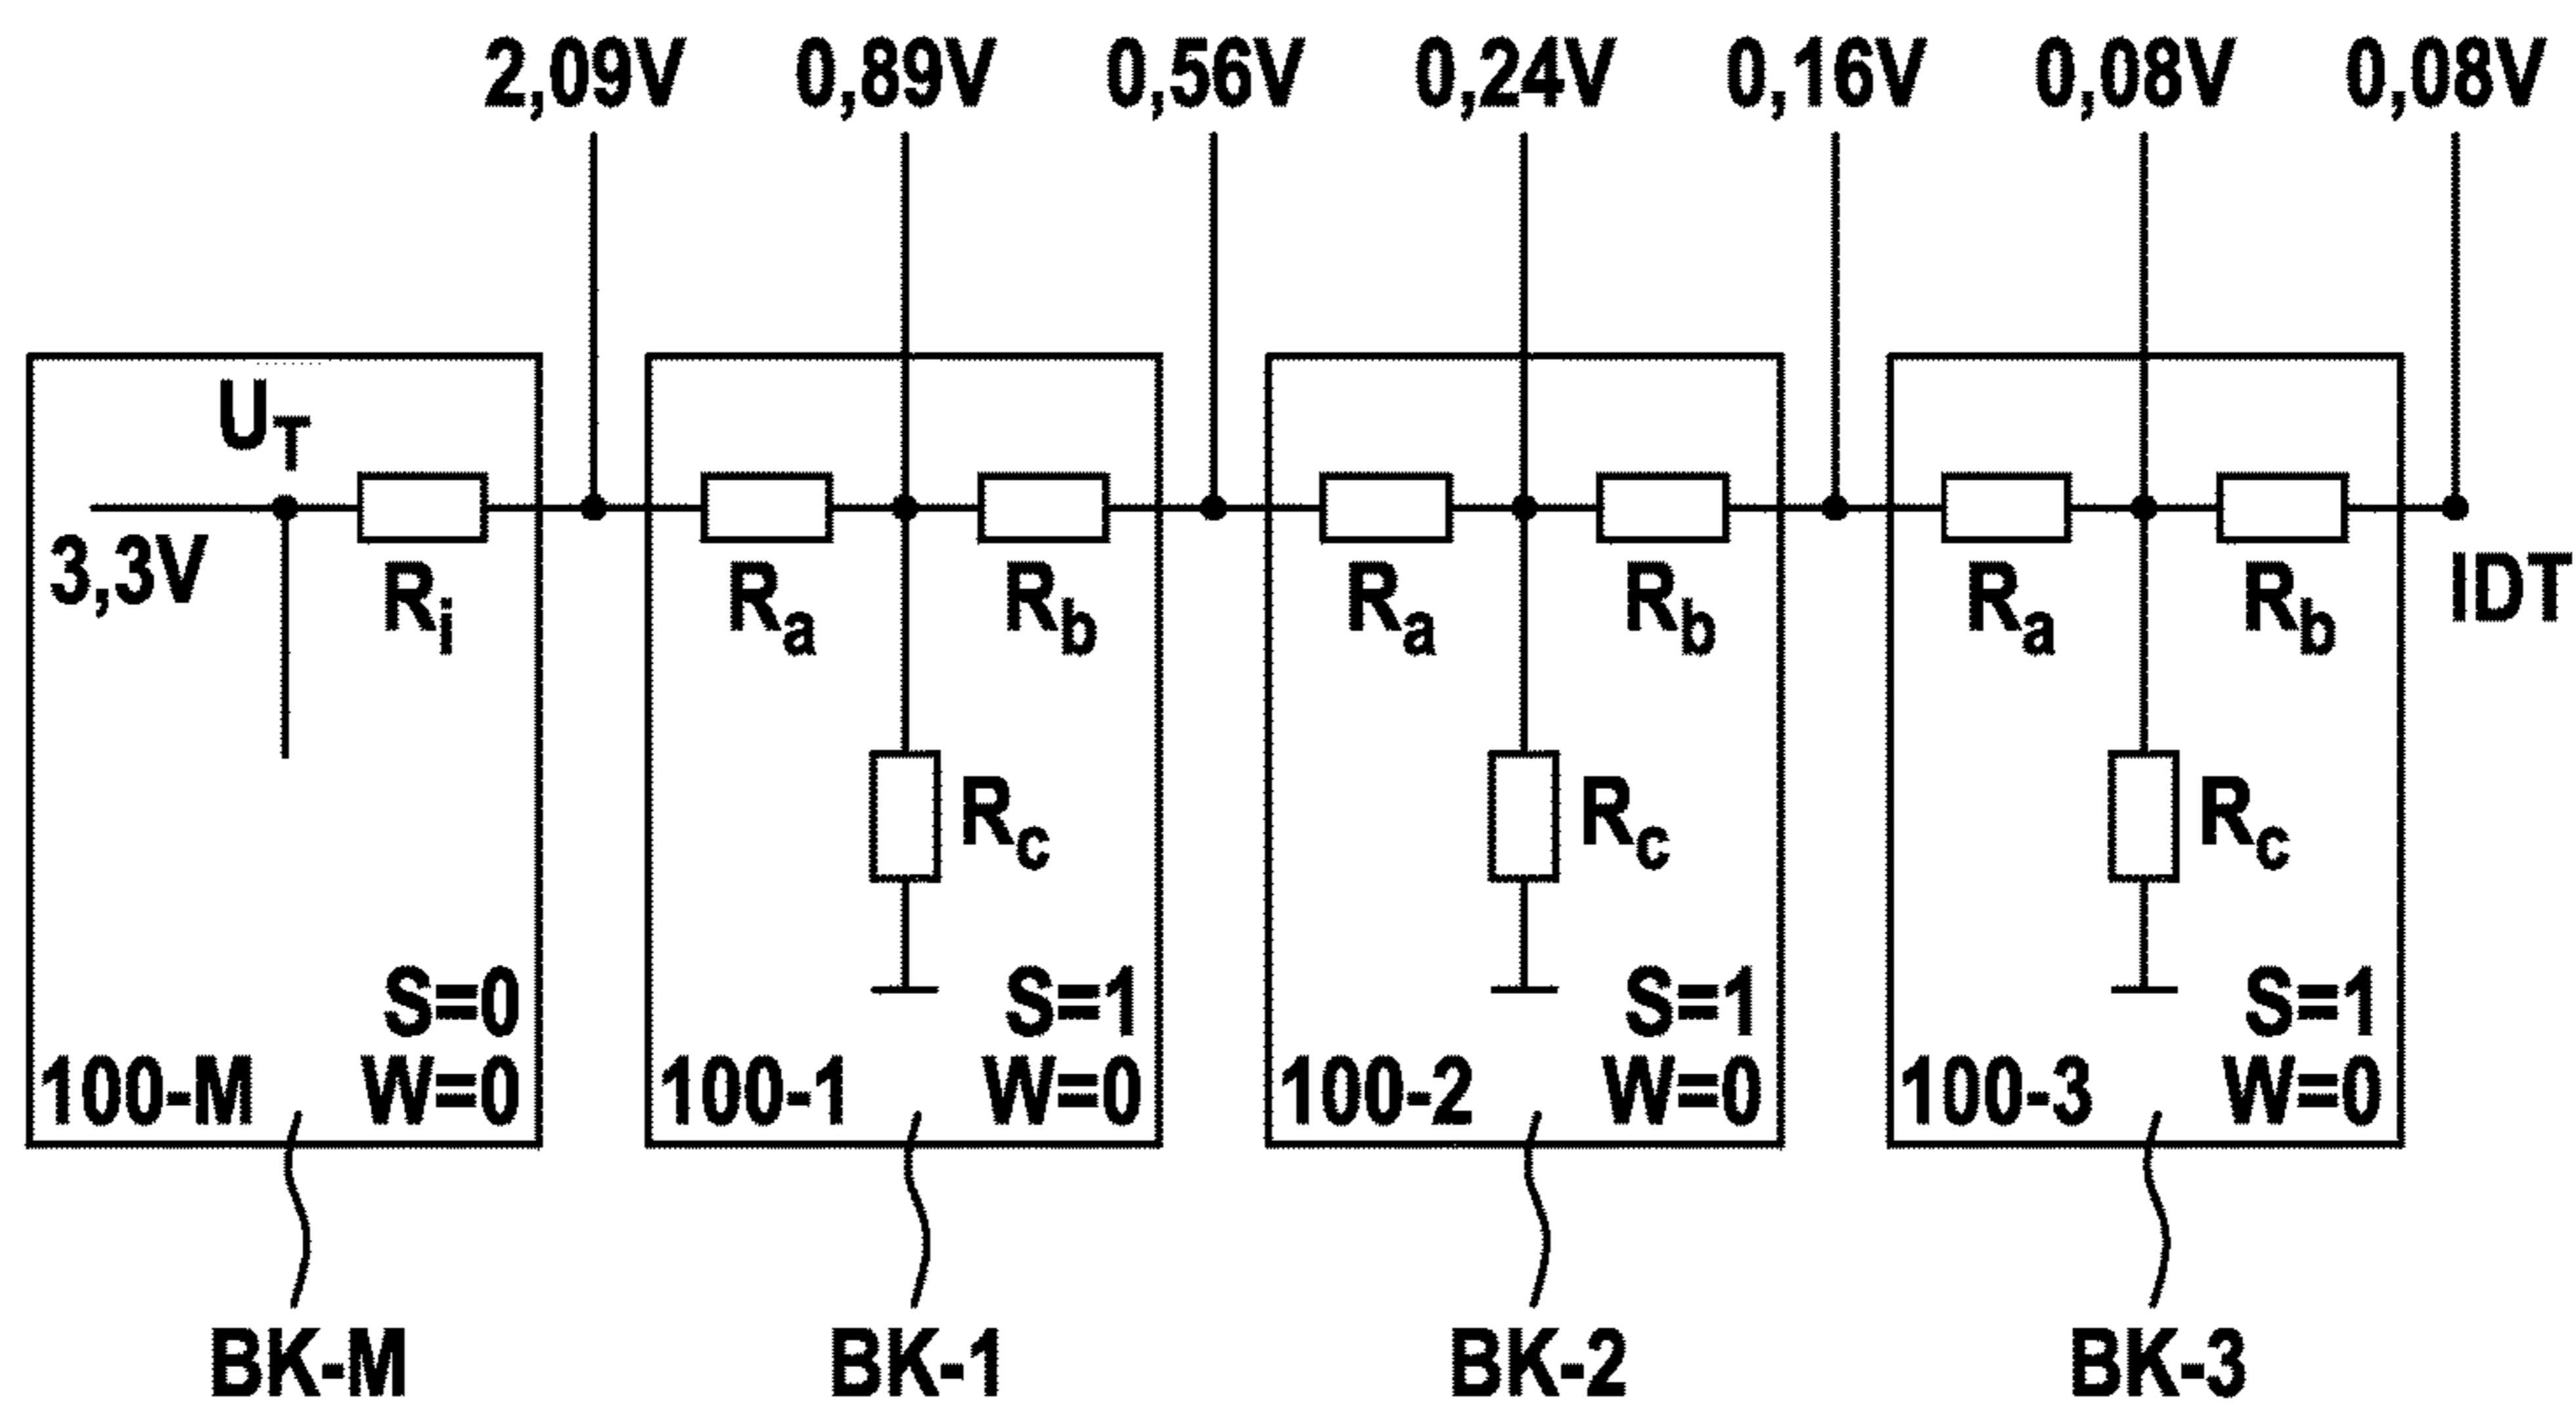 2,09V 0,89V 0,56V 0,24V 0,16V 0,08V 0,08V
U_T
3,3V R_i R_a R_b R_a R_b R_a R_b IDT
R_c R_c R_c
S=0 S=1 S=1 S=1
100-M W=0 100-1 W=0 100-2 W=0 100-3 W=0
BK-M BK-1 BK-2 BK-3